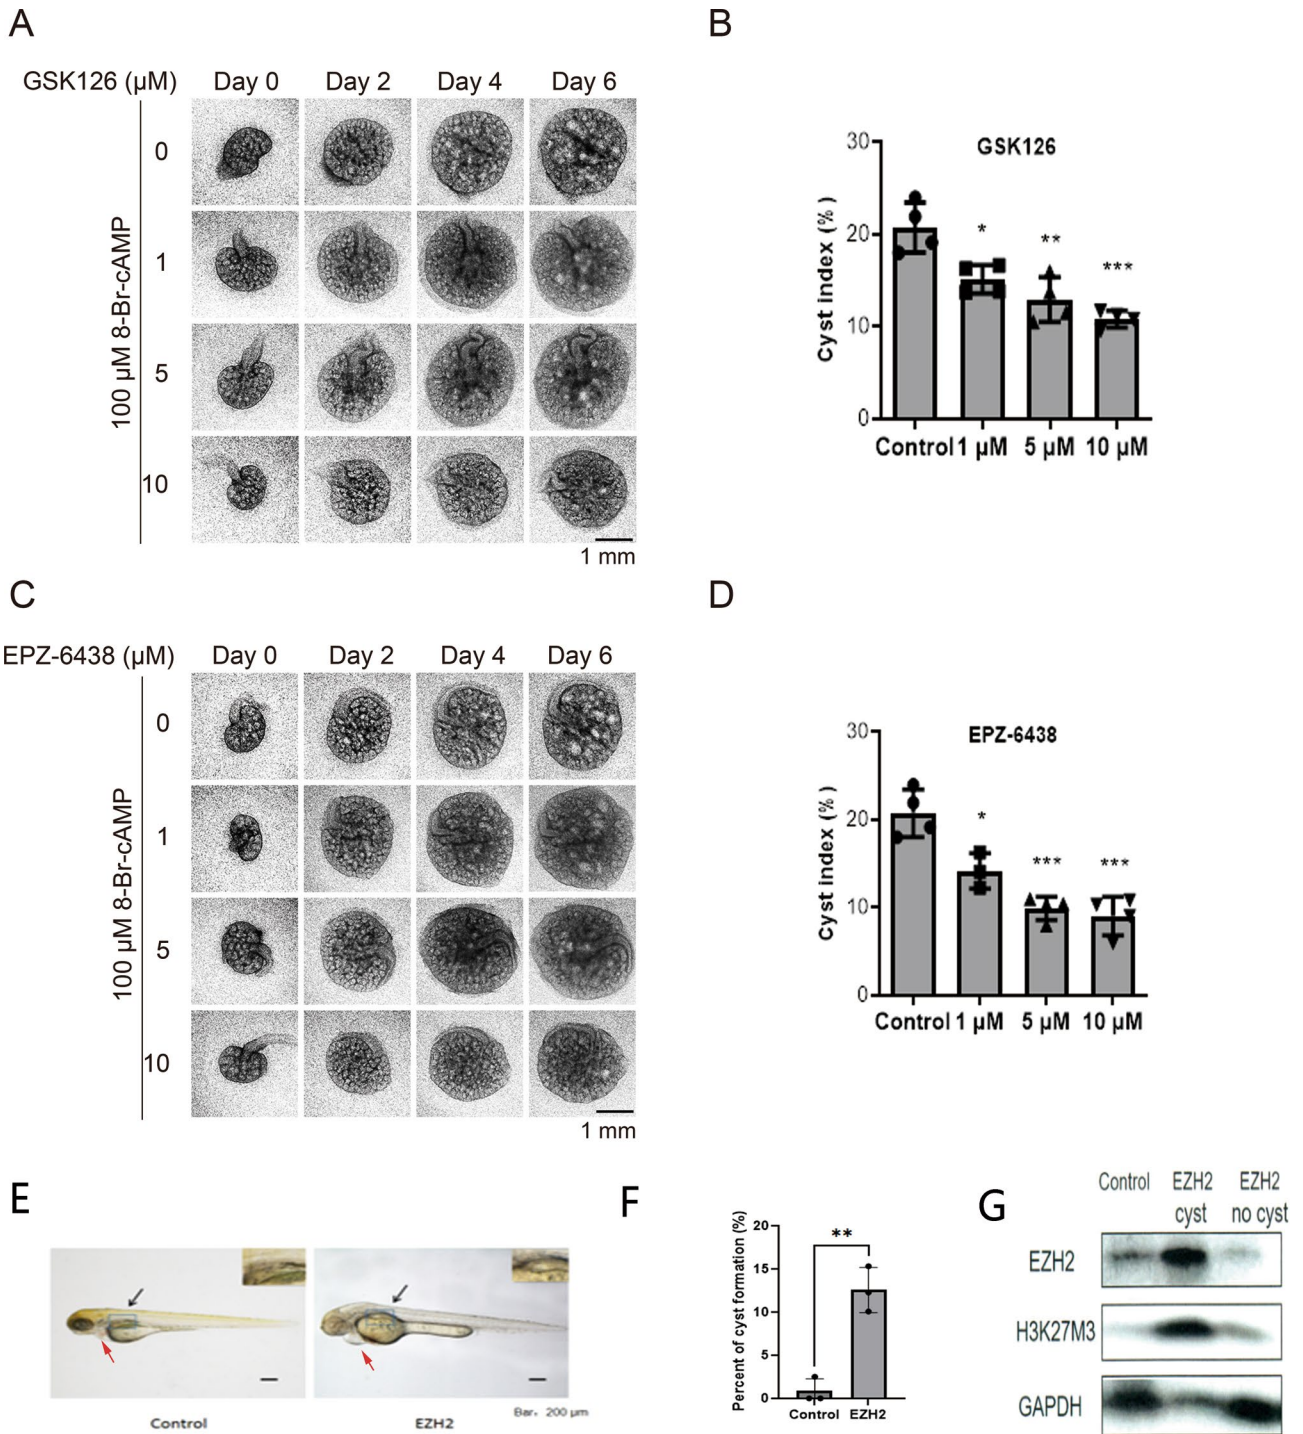 A
GSK126 (μM) Day 0 Day 2 Day 4 Day 6
100 μM 8-Br-cAMP
0
1
5
10
1 mm
B
GSK126
Cyst index (%)
30
20
10
0
*
**
***
Control 1 μM 5 μM 10 μM
C
EPZ-6438 (μM) Day 0 Day 2 Day 4 Day 6
100 μM 8-Br-cAMP
0
1
5
10
1 mm
D
EPZ-6438
Cyst index (%)
30
20
10
0
*
***
***
Control 1 μM 5 μM 10 μM
E
Control
EZH2
Bar, 200 μm
F
Percent of cyst formation (%)
20
15
10
5
0
**
Control EZH2
G
Control EZH2 cyst EZH2 no cyst
EZH2
H3K27M3
GAPDH